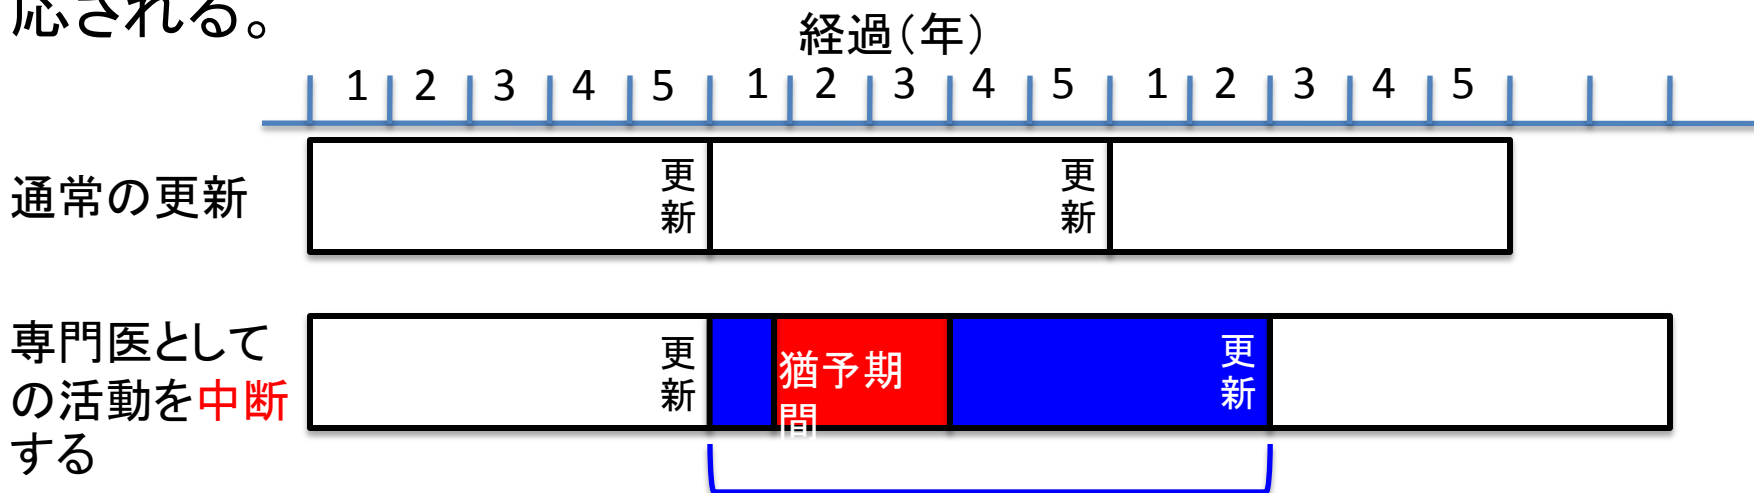 応される。
経過（年）
1 2 3 4 5 1 2 3 4 5 1 2 3 4 5
通常の更新
更新
更新
専門医として
の活動を中断
する
更新
猶予期
間
更新